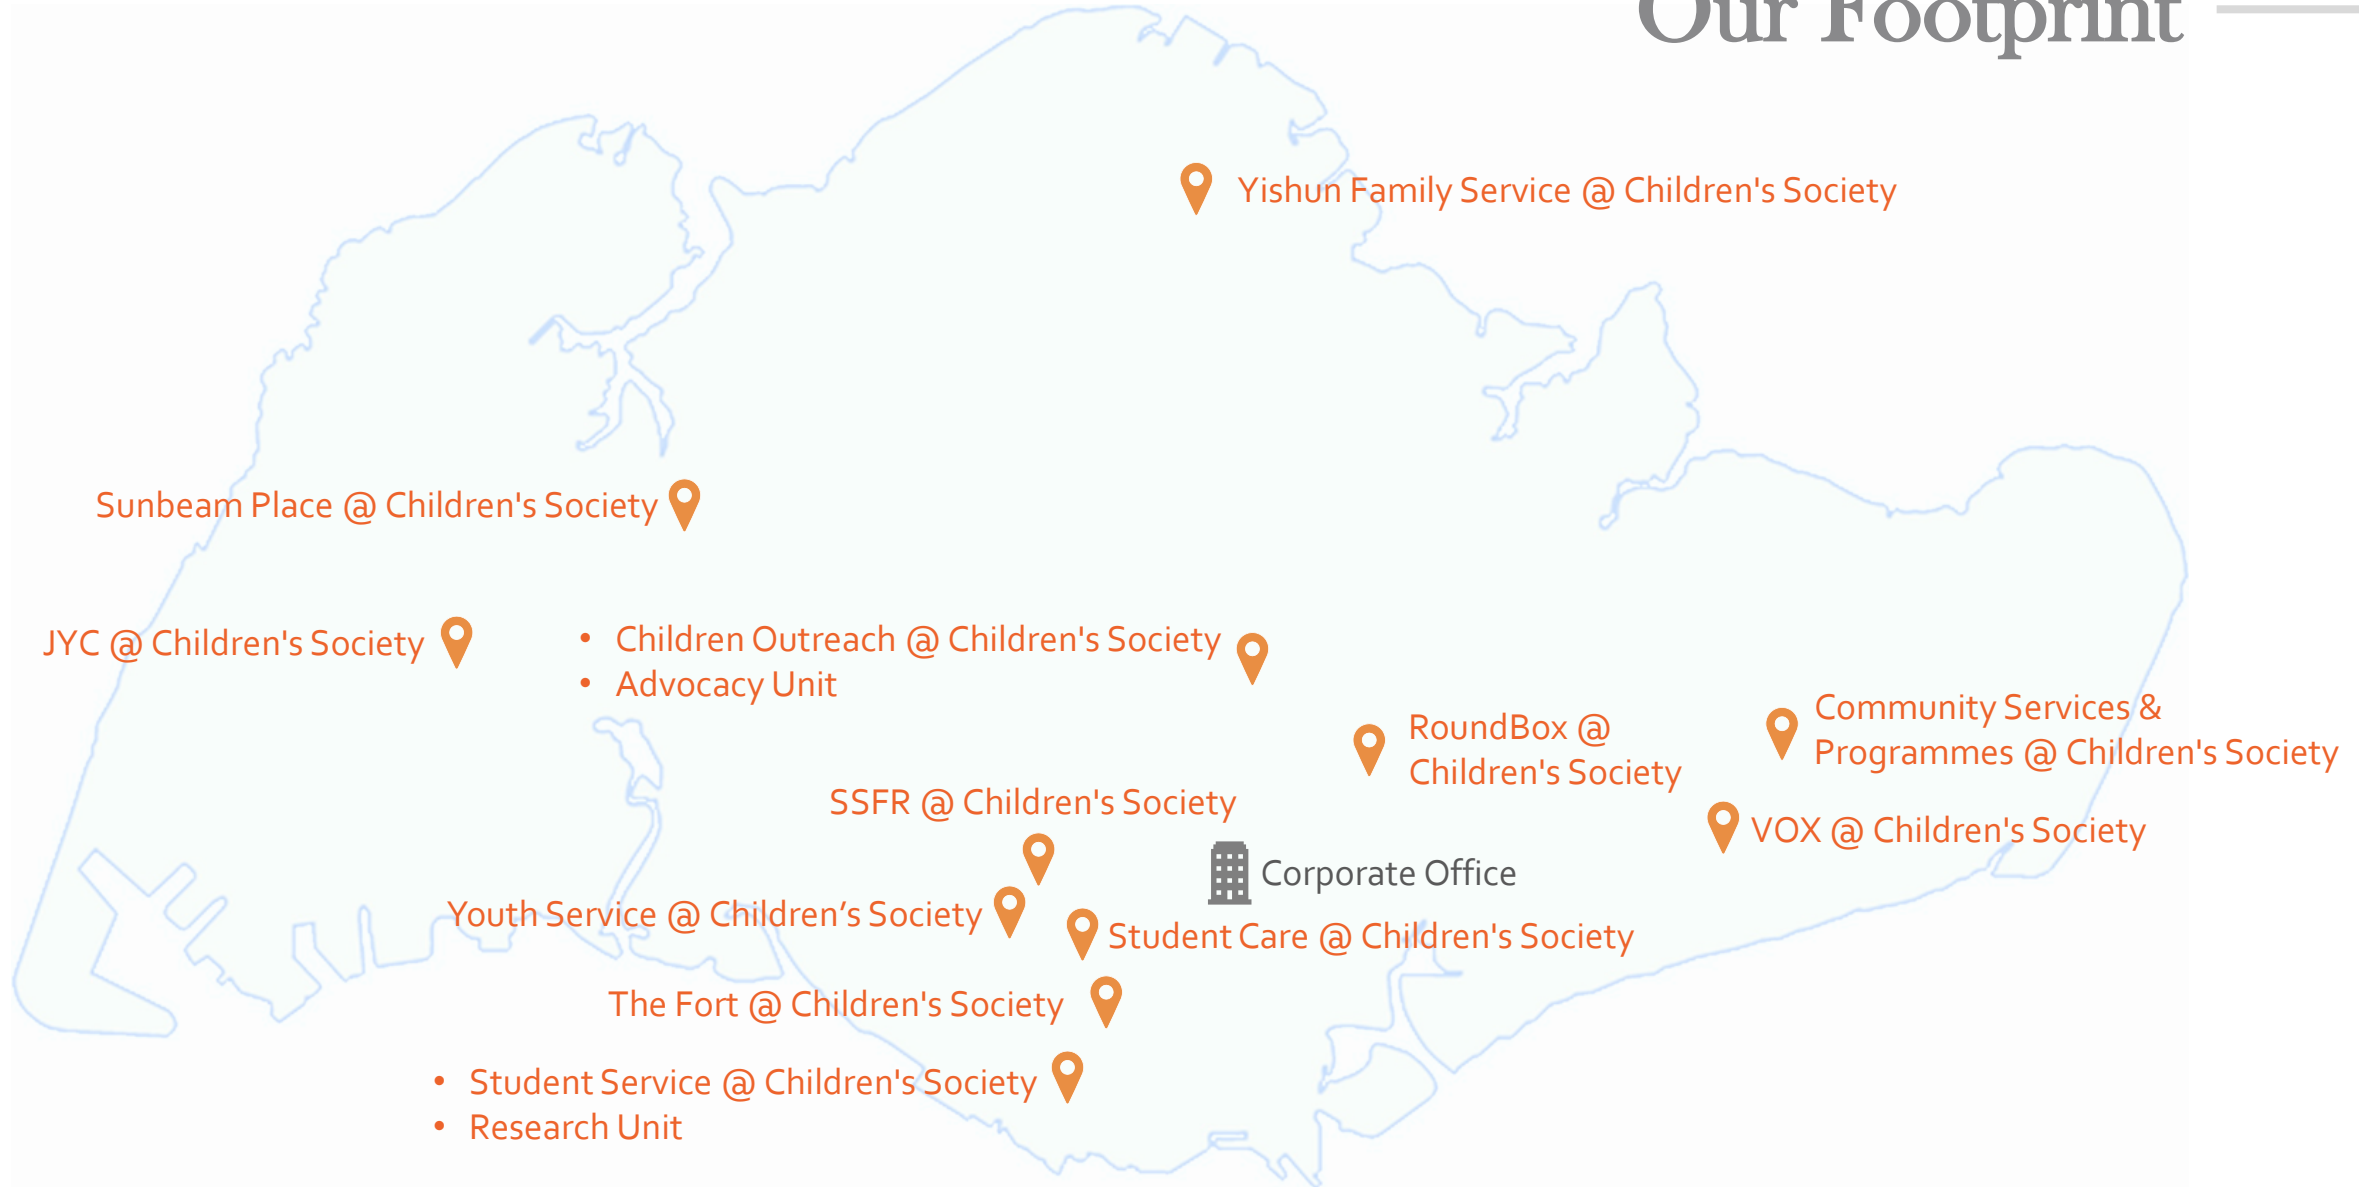 Our Footprint
Yishun Family Service @ Children's Society
Sunbeam Place @ Children's Society
JYC @ Children's Society
• Children Outreach @ Children's Society
• Advocacy Unit
RoundBox @
Children's Society
Community Services &
Programmes @ Children's Society
SSFR @ Children's Society
VOX @ Children's Society
Corporate Office
Youth Service @ Children’s Society
Student Care @ Children's Society
The Fort @ Children's Society
• Student Service @ Children's Society
• Research Unit